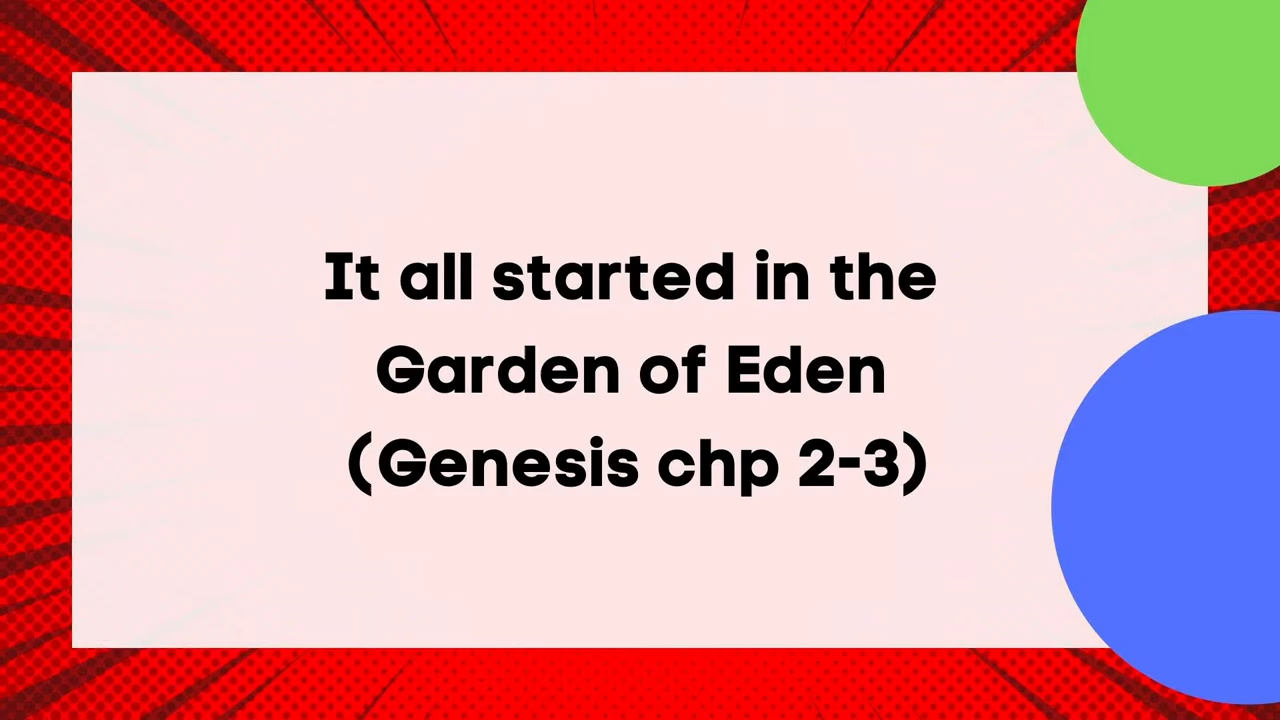 It all started in the
Garden of Eden
(Genesis chp 2-3)